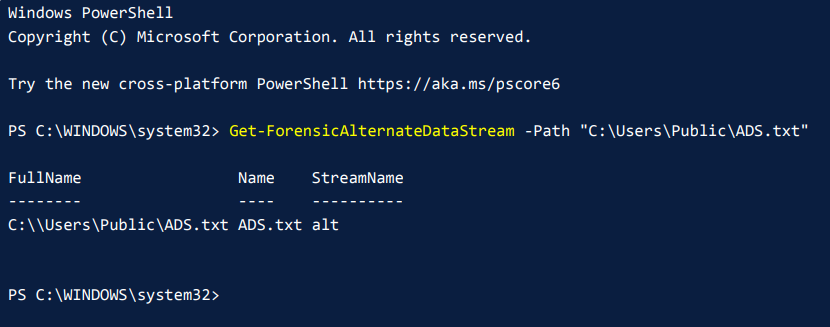 Windows PowerShell
Copyright (C) Microsoft Corporation. All rights reserved.
Try the new cross-platform PowerShell https://aka.ms/pscore6
PS C:\WINDOWS\system32> Get-ForensicAlternateDataStream -Path "C:\Users\Public\ADS.txt"
FullName                 Name    StreamName
--------                 ----    ----------
C:\\Users\Public\ADS.txt ADS.txt alt
PS C:\WINDOWS\system32>